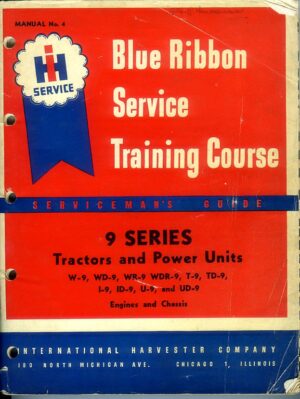 MANUAL No. 4
IH
SERVICE
Blue Ribbon
Service
Training Course
SERVICEMAN'S GUIDE
9 SERIES
Tractors and Power Units
W-9, WD-9, WR-9 WDR-9, T-9, TD-9,
I-9, ID-9, U-9, and UD-9
Engines and Chassis
INTERNATIONAL HARVESTER COMPANY
180 NORTH MICHIGAN AVE. CHICAGO 1, ILLINOIS